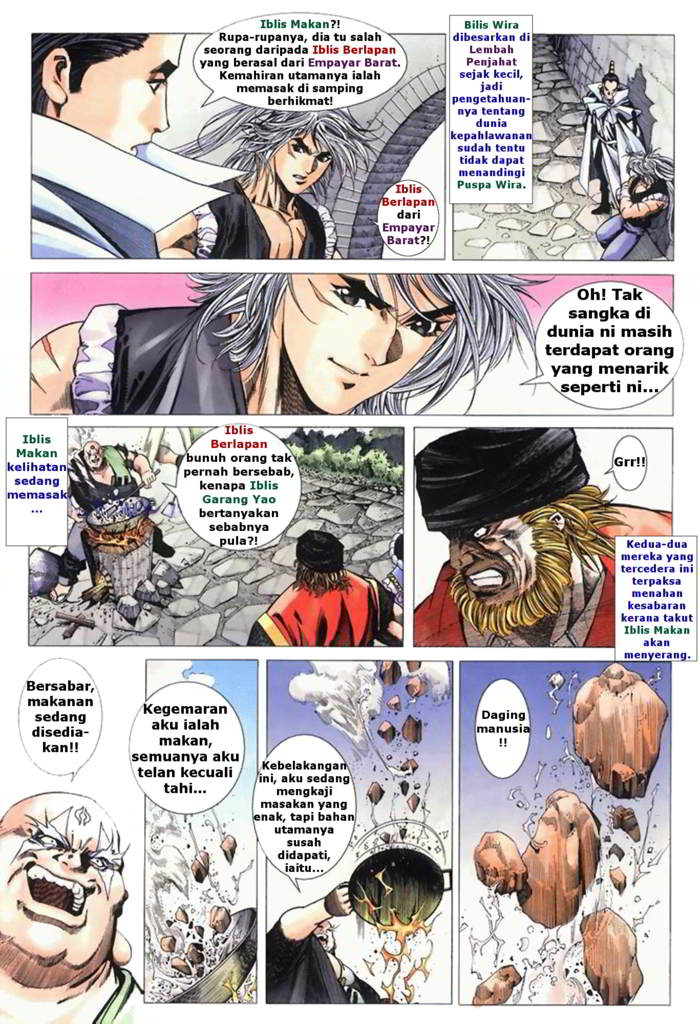 Iblis Makan?!
Rupa-rupanya, dia tu salah
seorang daripada Iblis Berlapan
yang berasal dari Empayar Barat.
Kemahiran utamanya ialah
memasak di samping
berhikmat!
Iblis
Berlapan
dari
Empayar
Barat?!
Bilis Wira
dibesarkan di
Lembah
Penjahat
sejak kecil,
jadi
pengetahuan-
nya tentang
dunia
kepahlawanan
sudah tentu
tidak dapat
menandingi
Puspa Wira.
Oh! Tak
sangka di
dunia ni masih
terdapat orang
yang menarik
seperti ni...
Iblis
Makan
kelihatan
sedang
memasak
...
Iblis
Berlapan
bunuh orang tak
pernah bersebab,
kenapa Iblis
Garang Yao
bertanyakan
sebabnya
pula?!
Grr!!
Kedua-dua
mereka yang
tercedera ini
terpaksa
menahan
kesabaran
kerana takut
Iblis Makan
akan
menyerang.
Bersabar,
makanan
sedang
disedia-
kan!!
Kegemaran
aku ialah
makan,
semuanya aku
telan kecuali
tahi...
Kebelakangan
ini, aku sedang
mengkaji
masakan yang
enak, tapi bahan
utamanya
susah
didapati,
iaitu...
Daging
manusia
!!